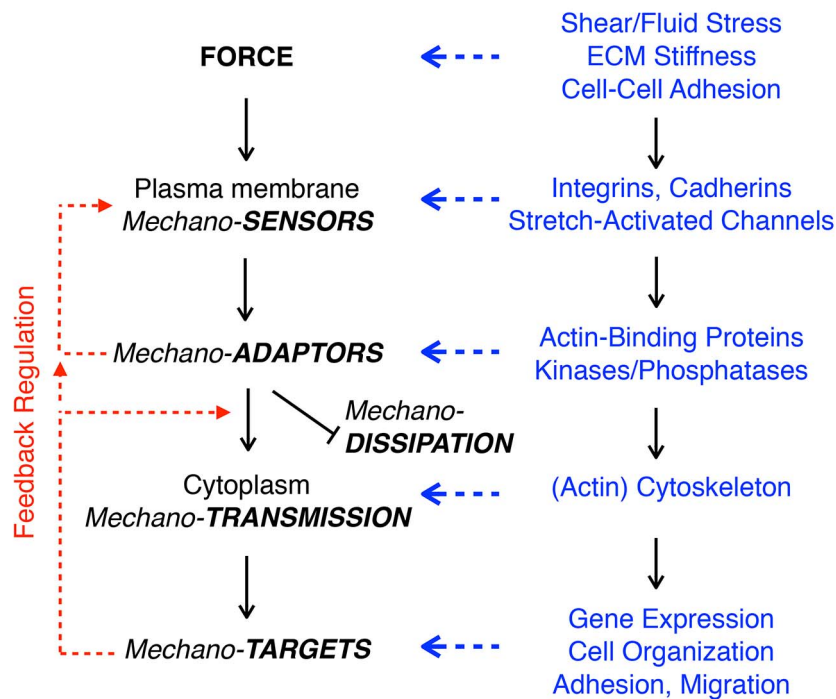 FORCE
Shear/Fluid Stress
ECM Stiffness
Cell-Cell Adhesion
Plasma membrane
Mechano-SENSORS
Integrins, Cadherins
Stretch-Activated Channels
Feedback Regulation
Mechano-ADAPTORS
Actin-Binding Proteins
Kinases/Phosphatases
Mechano-
DISSIPATION
Cytoplasm
Mechano-TRANSMISSION
(Actin) Cytoskeleton
Mechano-TARGETS
Gene Expression
Cell Organization
Adhesion, Migration